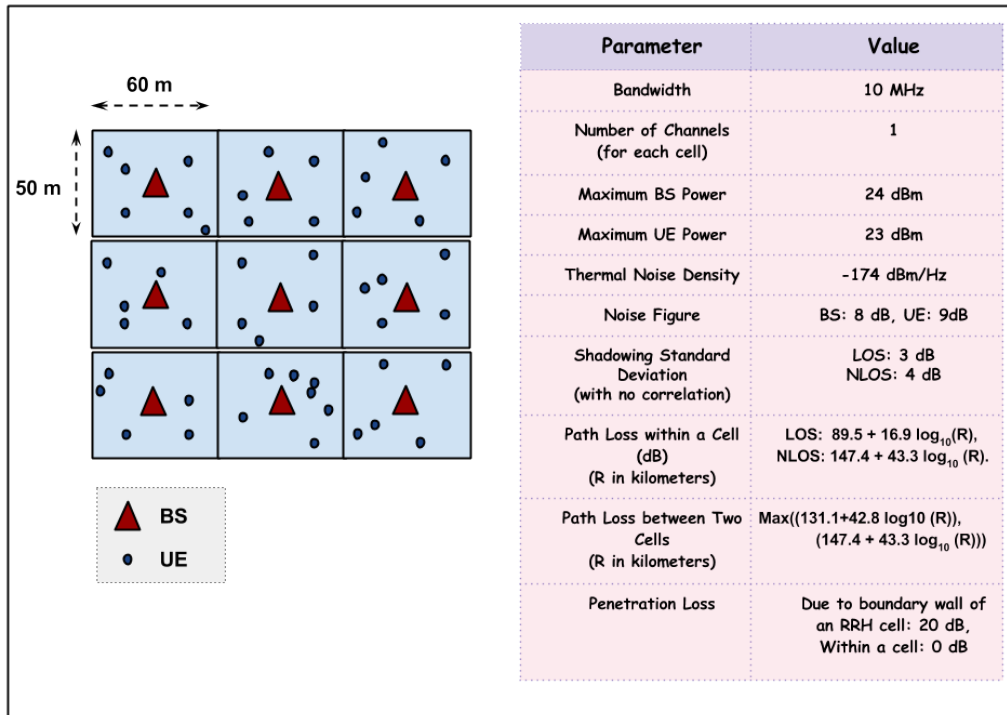 60 m
50 m
BS
UE
Parameter Value
Bandwidth 10 MHz
Number of Channels 1
(for each cell)
Maximum BS Power 24 dBm
Maximum UE Power 23 dBm
Thermal Noise Density -174 dBm/Hz
Noise Figure BS: 8 dB, UE: 9dB
Shadowing Standard LOS: 3 dB
Deviation NLOS: 4 dB
(with no correlation)
Path Loss within a Cell LOS: 89.5 + 16.9 log10(R),
(dB) NLOS: 147.4 + 43.3 log10 (R).
(R in kilometers)
Path Loss between Two Max((131.1+42.8 log10 (R)),
Cells (147.4 + 43.3 log10 (R)))
(R in kilometers)
Penetration Loss Due to boundary wall of
an RRH cell: 20 dB,
Within a cell: 0 dB